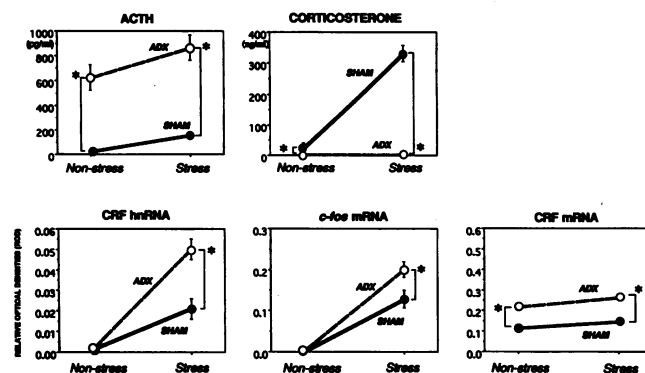 ACTH
1000
(pg/ml)
800
600
400
200
0
ADX
SHAM
*
*
Non-stress
Stress
CORTICOSTERONE
400
(ng/ml)
300
200
100
0
SHAM
ADX
*
*
Non-stress
Stress
RELATIVE OPTICAL DENSITIES (ROD)
CRF hnRNA
0.06
0.05
0.04
0.03
0.02
0.01
0.00
ADX
SHAM
*
Non-stress
Stress
c-fos mRNA
0.3
0.2
0.1
0.0
ADX
SHAM
*
Non-stress
Stress
CRF mRNA
0.6
0.5
0.4
0.3
0.2
0.1
0.0
ADX
SHAM
*
*
Non-stress
Stress